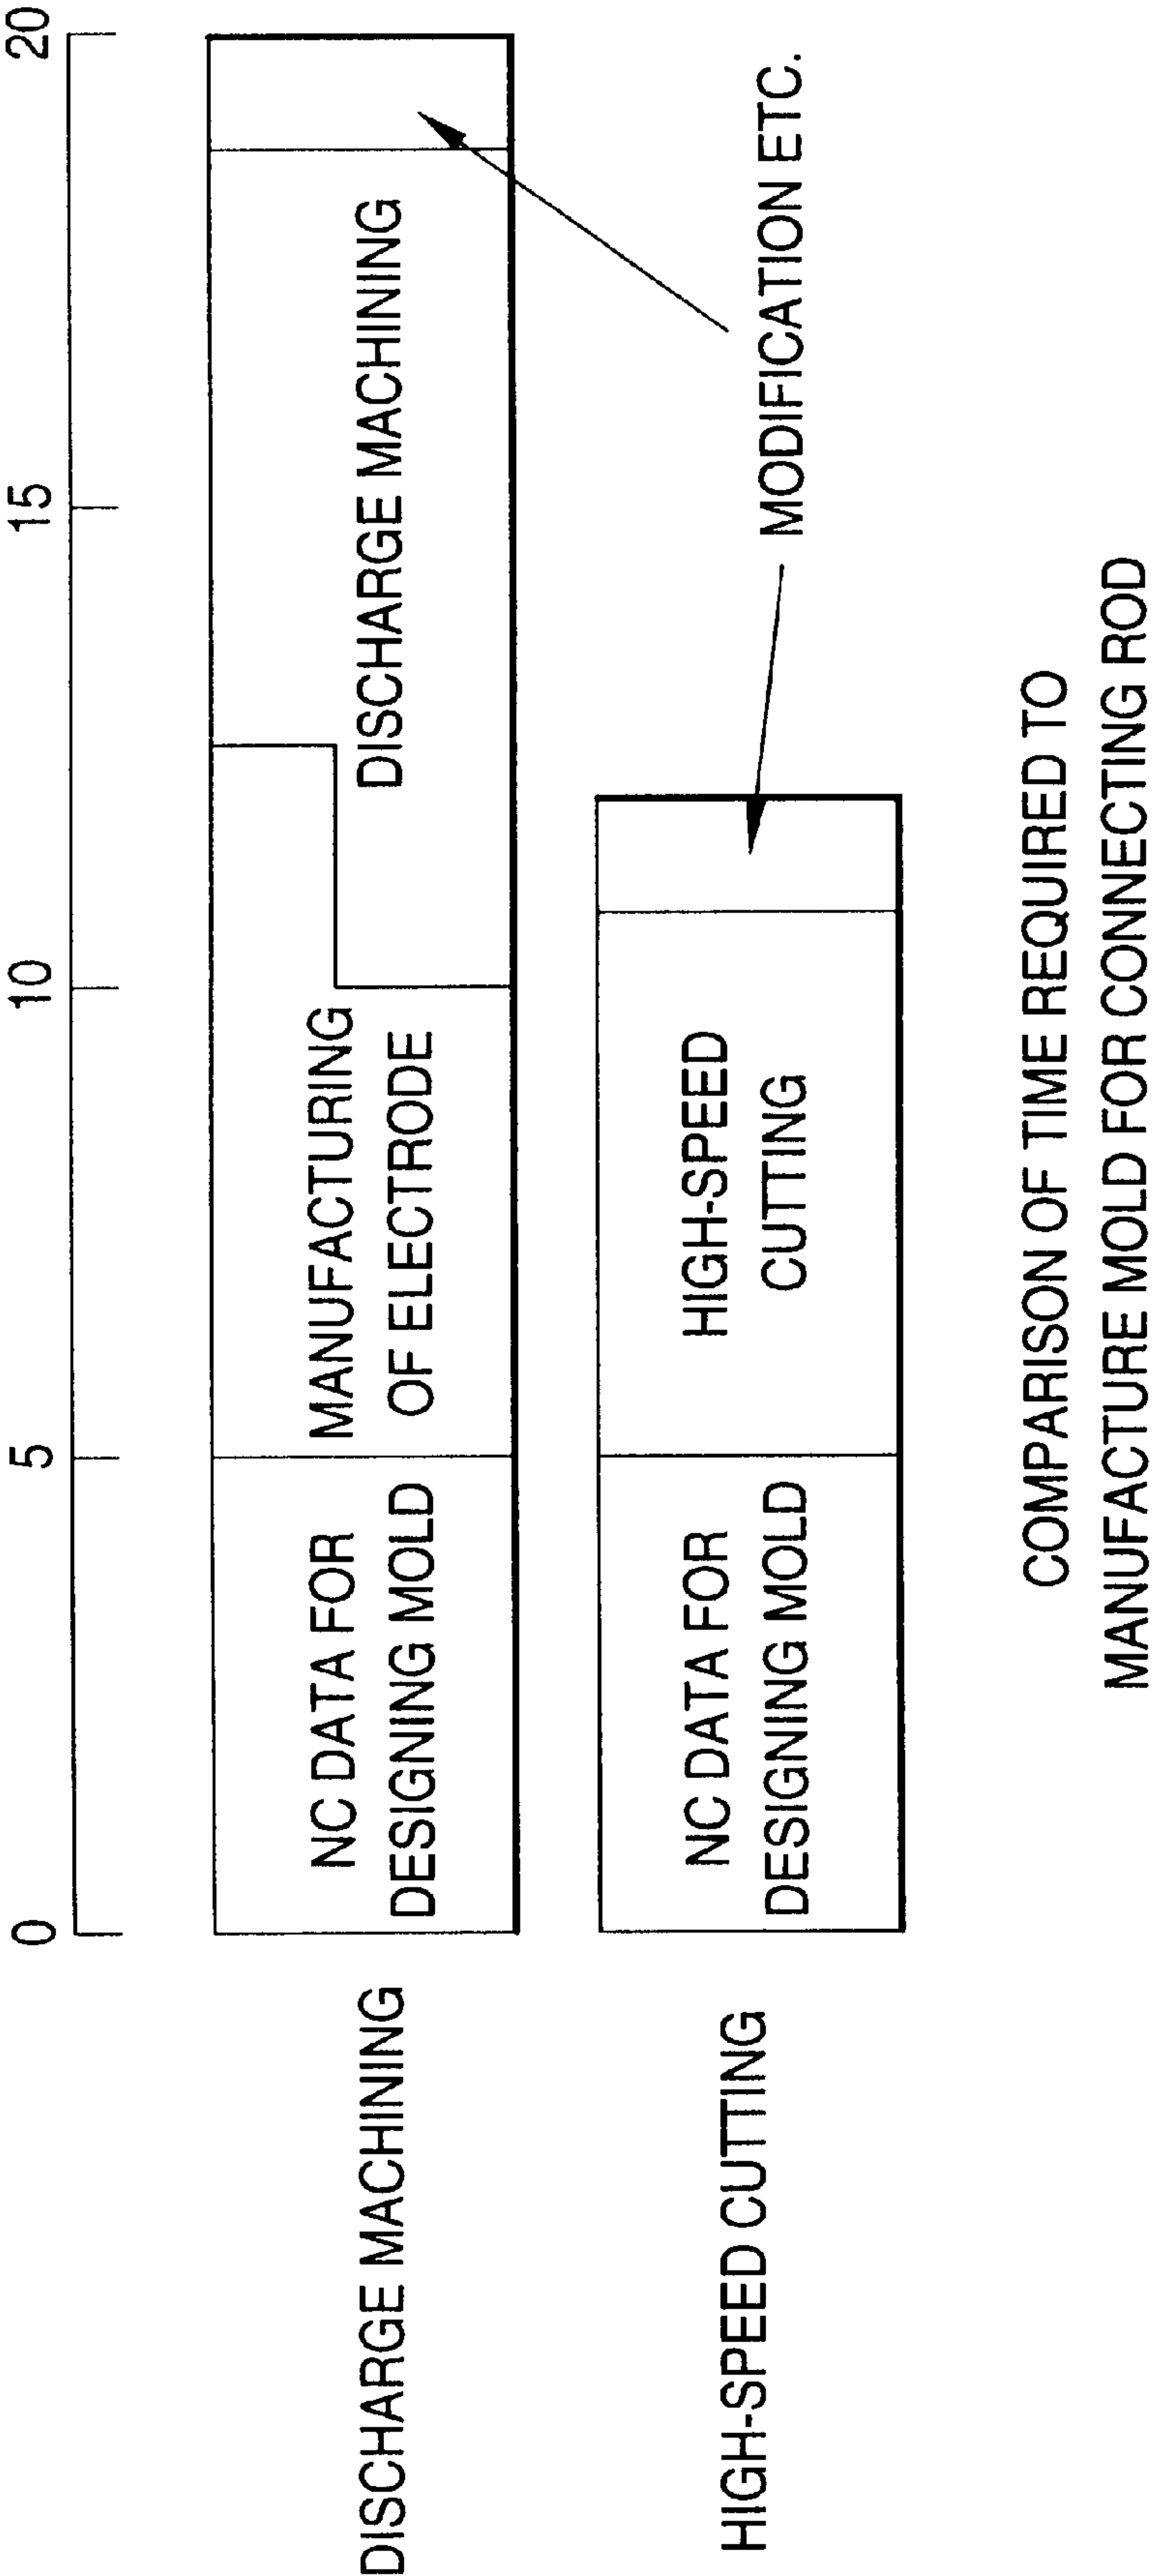 0 5 10 15 20
DISCHARGE MACHINING
NC DATA FOR
DESIGNING MOLD
MANUFACTURING
OF ELECTRODE
DISCHARGE MACHINING
HIGH-SPEED CUTTING
NC DATA FOR
DESIGNING MOLD
HIGH-SPEED
CUTTING
MODIFICATION ETC.
COMPARISON OF TIME REQUIRED TO
MANUFACTURE MOLD FOR CONNECTING ROD